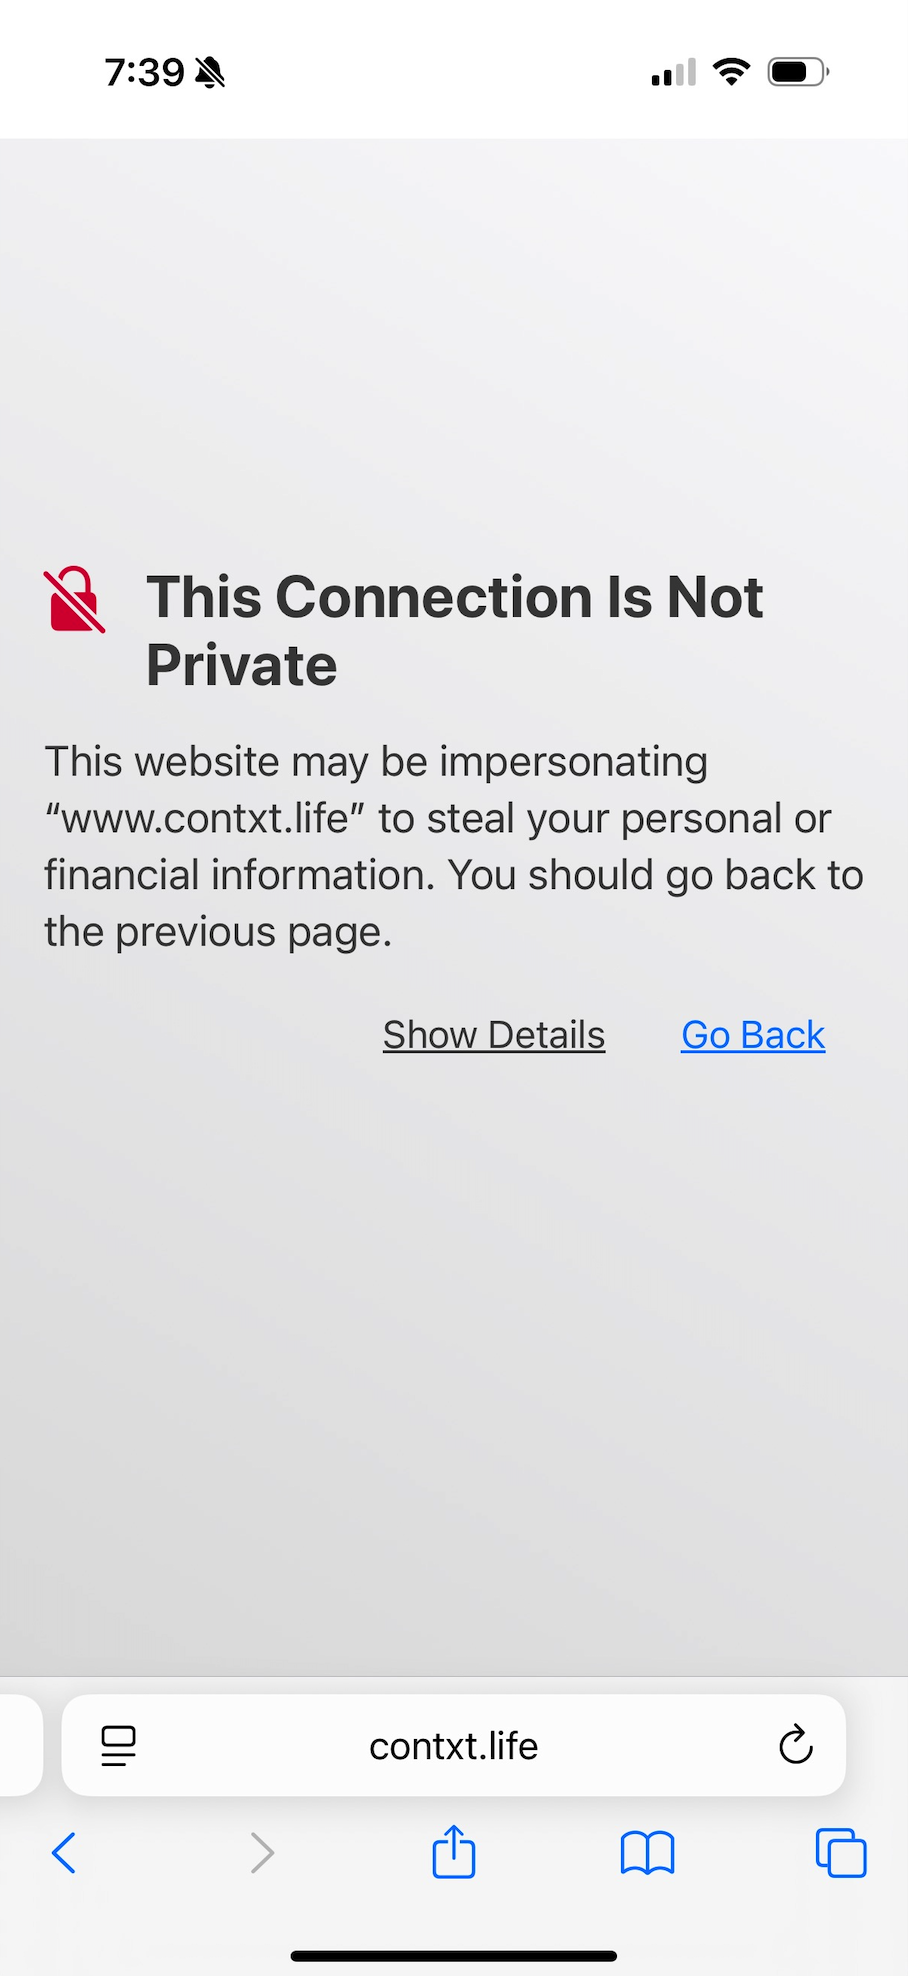 7:39
This Connection Is Not
Private
This website may be impersonating
“www.contxt.life” to steal your personal or
financial information. You should go back to
the previous page.
Show Details Go Back
contxt.life